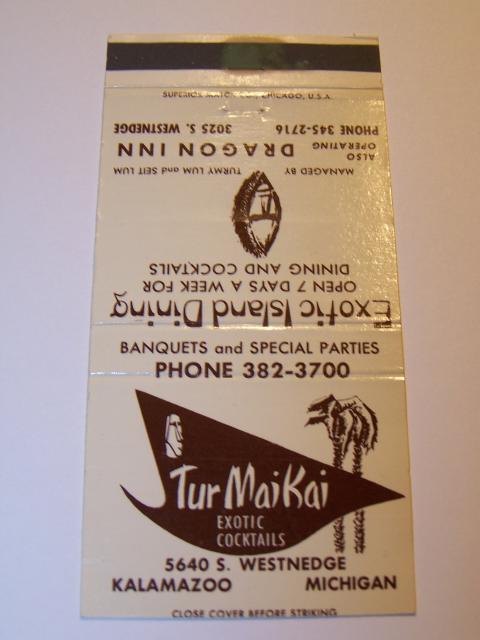 SUPERIOR MATCH CO., CHICAGO, U.S.A.
Exotic Island Dining
OPEN 7 DAYS A WEEK FOR
DINING AND COCKTAILS
MANAGED BY TURMY LUM and SEIT LUM
ALSO OPERATING DRAGON INN
3025 S. WESTNEDGE PHONE 345-2716
BANQUETS and SPECIAL PARTIES
PHONE 382-3700
Tur Mai Kai
EXOTIC
COCKTAILS
5640 S. WESTNEDGE
KALAMAZOO MICHIGAN
CLOSE COVER BEFORE STRIKING